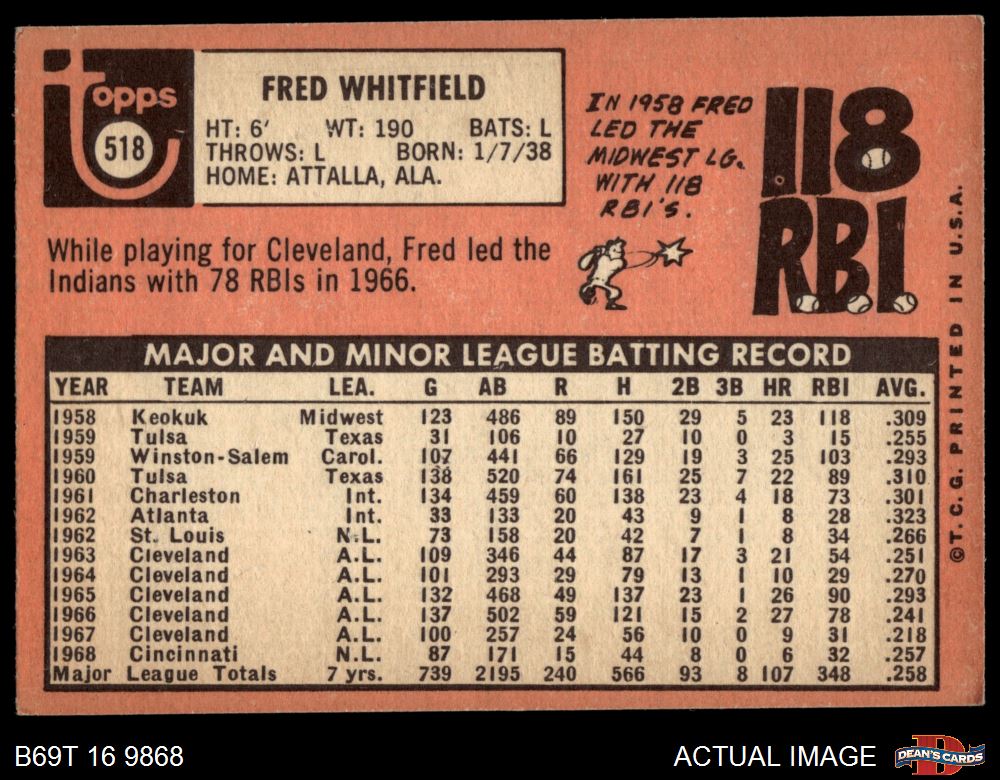 Topps
518
FRED WHITFIELD
HT: 6' WT: 190 BATS: L
THROWS: L BORN: 1/7/38
HOME: ATTALLA, ALA.
IN 1958 FRED
LED THE
MIDWEST LG.
WITH 118
RBI'S.
118
RBI.
While playing for Cleveland, Fred led the
Indians with 78 RBIs in 1966.
MAJOR AND MINOR LEAGUE BATTING RECORD
YEAR TEAM LEA. G AB R H 2B 3B HR RBI AVG.
1958 Keokuk Midwest 123 486 89 150 29 5 23 118 .309
1959 Tulsa Texas 31 106 10 27 10 0 3 15 .255
1959 Winston-Salem Carol. 107 441 66 129 19 3 25 103 .293
1960 Tulsa Texas 138 520 74 161 25 7 22 89 .310
1961 Charleston Int. 134 459 60 138 23 4 18 73 .301
1962 Atlanta Int. 33 133 20 43 9 1 8 28 .323
1962 St. Louis N.L. 73 158 20 42 7 1 8 34 .266
1963 Cleveland A.L. 109 346 44 87 17 3 21 54 .251
1964 Cleveland A.L. 101 293 29 79 13 1 10 29 .270
1965 Cleveland A.L. 132 468 49 137 23 1 26 90 .293
1966 Cleveland A.L. 137 502 59 121 15 2 27 78 .241
1967 Cleveland A.L. 100 257 24 56 10 0 9 31 .218
1968 Cincinnati N.L. 87 171 15 44 8 0 6 32 .257
Major League Totals 7 yrs. 739 2195 240 566 93 8 107 348 .258
©T. C. G. PRINTED IN U.S.A.
B69T 16 9868
ACTUAL IMAGE
D
DEAN'S CARDS